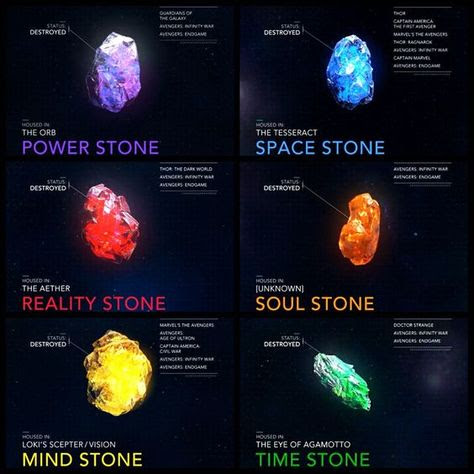 STATUS:
DESTROYED
GUARDIANS OF
THE GALAXY
AVENGERS: INFINITY WAR
AVENGERS: ENDGAME
HOUSED IN:
THE ORB
POWER STONE
STATUS:
DESTROYED
THOR
CAPTAIN AMERICA:
THE FIRST AVENGER
MARVEL'S THE AVENGERS
THOR: RAGNAROK
AVENGERS: INFINITY WAR
CAPTAIN MARVEL
AVENGERS: ENDGAME
HOUSED IN:
THE TESSERACT
SPACE STONE
STATUS:
DESTROYED
THOR: THE DARK WORLD
AVENGERS: INFINITY WAR
AVENGERS: ENDGAME
HOUSED IN:
THE AETHER
REALITY STONE
STATUS:
DESTROYED
AVENGERS: INFINITY WAR
AVENGERS: ENDGAME
HOUSED IN:
[UNKNOWN]
SOUL STONE
STATUS:
DESTROYED
MARVEL'S THE AVENGERS
AVENGERS:
AGE OF ULTRON
CAPTAIN AMERICA:
CIVIL WAR
AVENGERS: INFINITY WAR
AVENGERS: ENDGAME
HOUSED IN:
LOKI'S SCEPTER / VISION
MIND STONE
STATUS:
DESTROYED
DOCTOR STRANGE
AVENGERS: INFINITY WAR
AVENGERS: ENDGAME
HOUSED IN:
THE EYE OF AGAMOTTO
TIME STONE